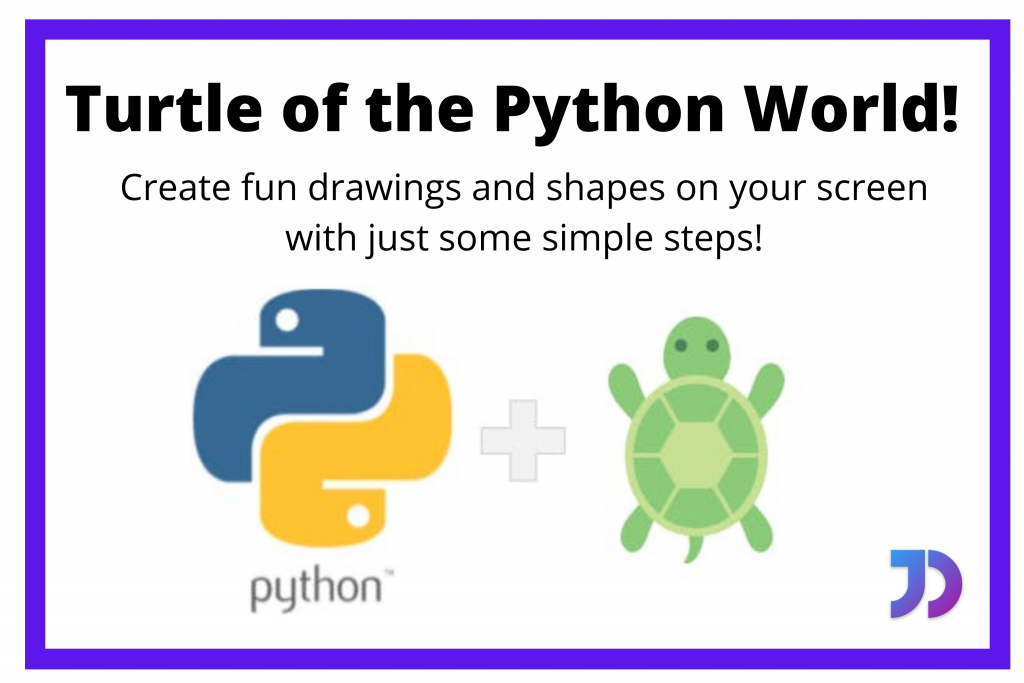 Turtle of the Python World!
Create fun drawings and shapes on your screen
with just some simple steps!
python™
JD